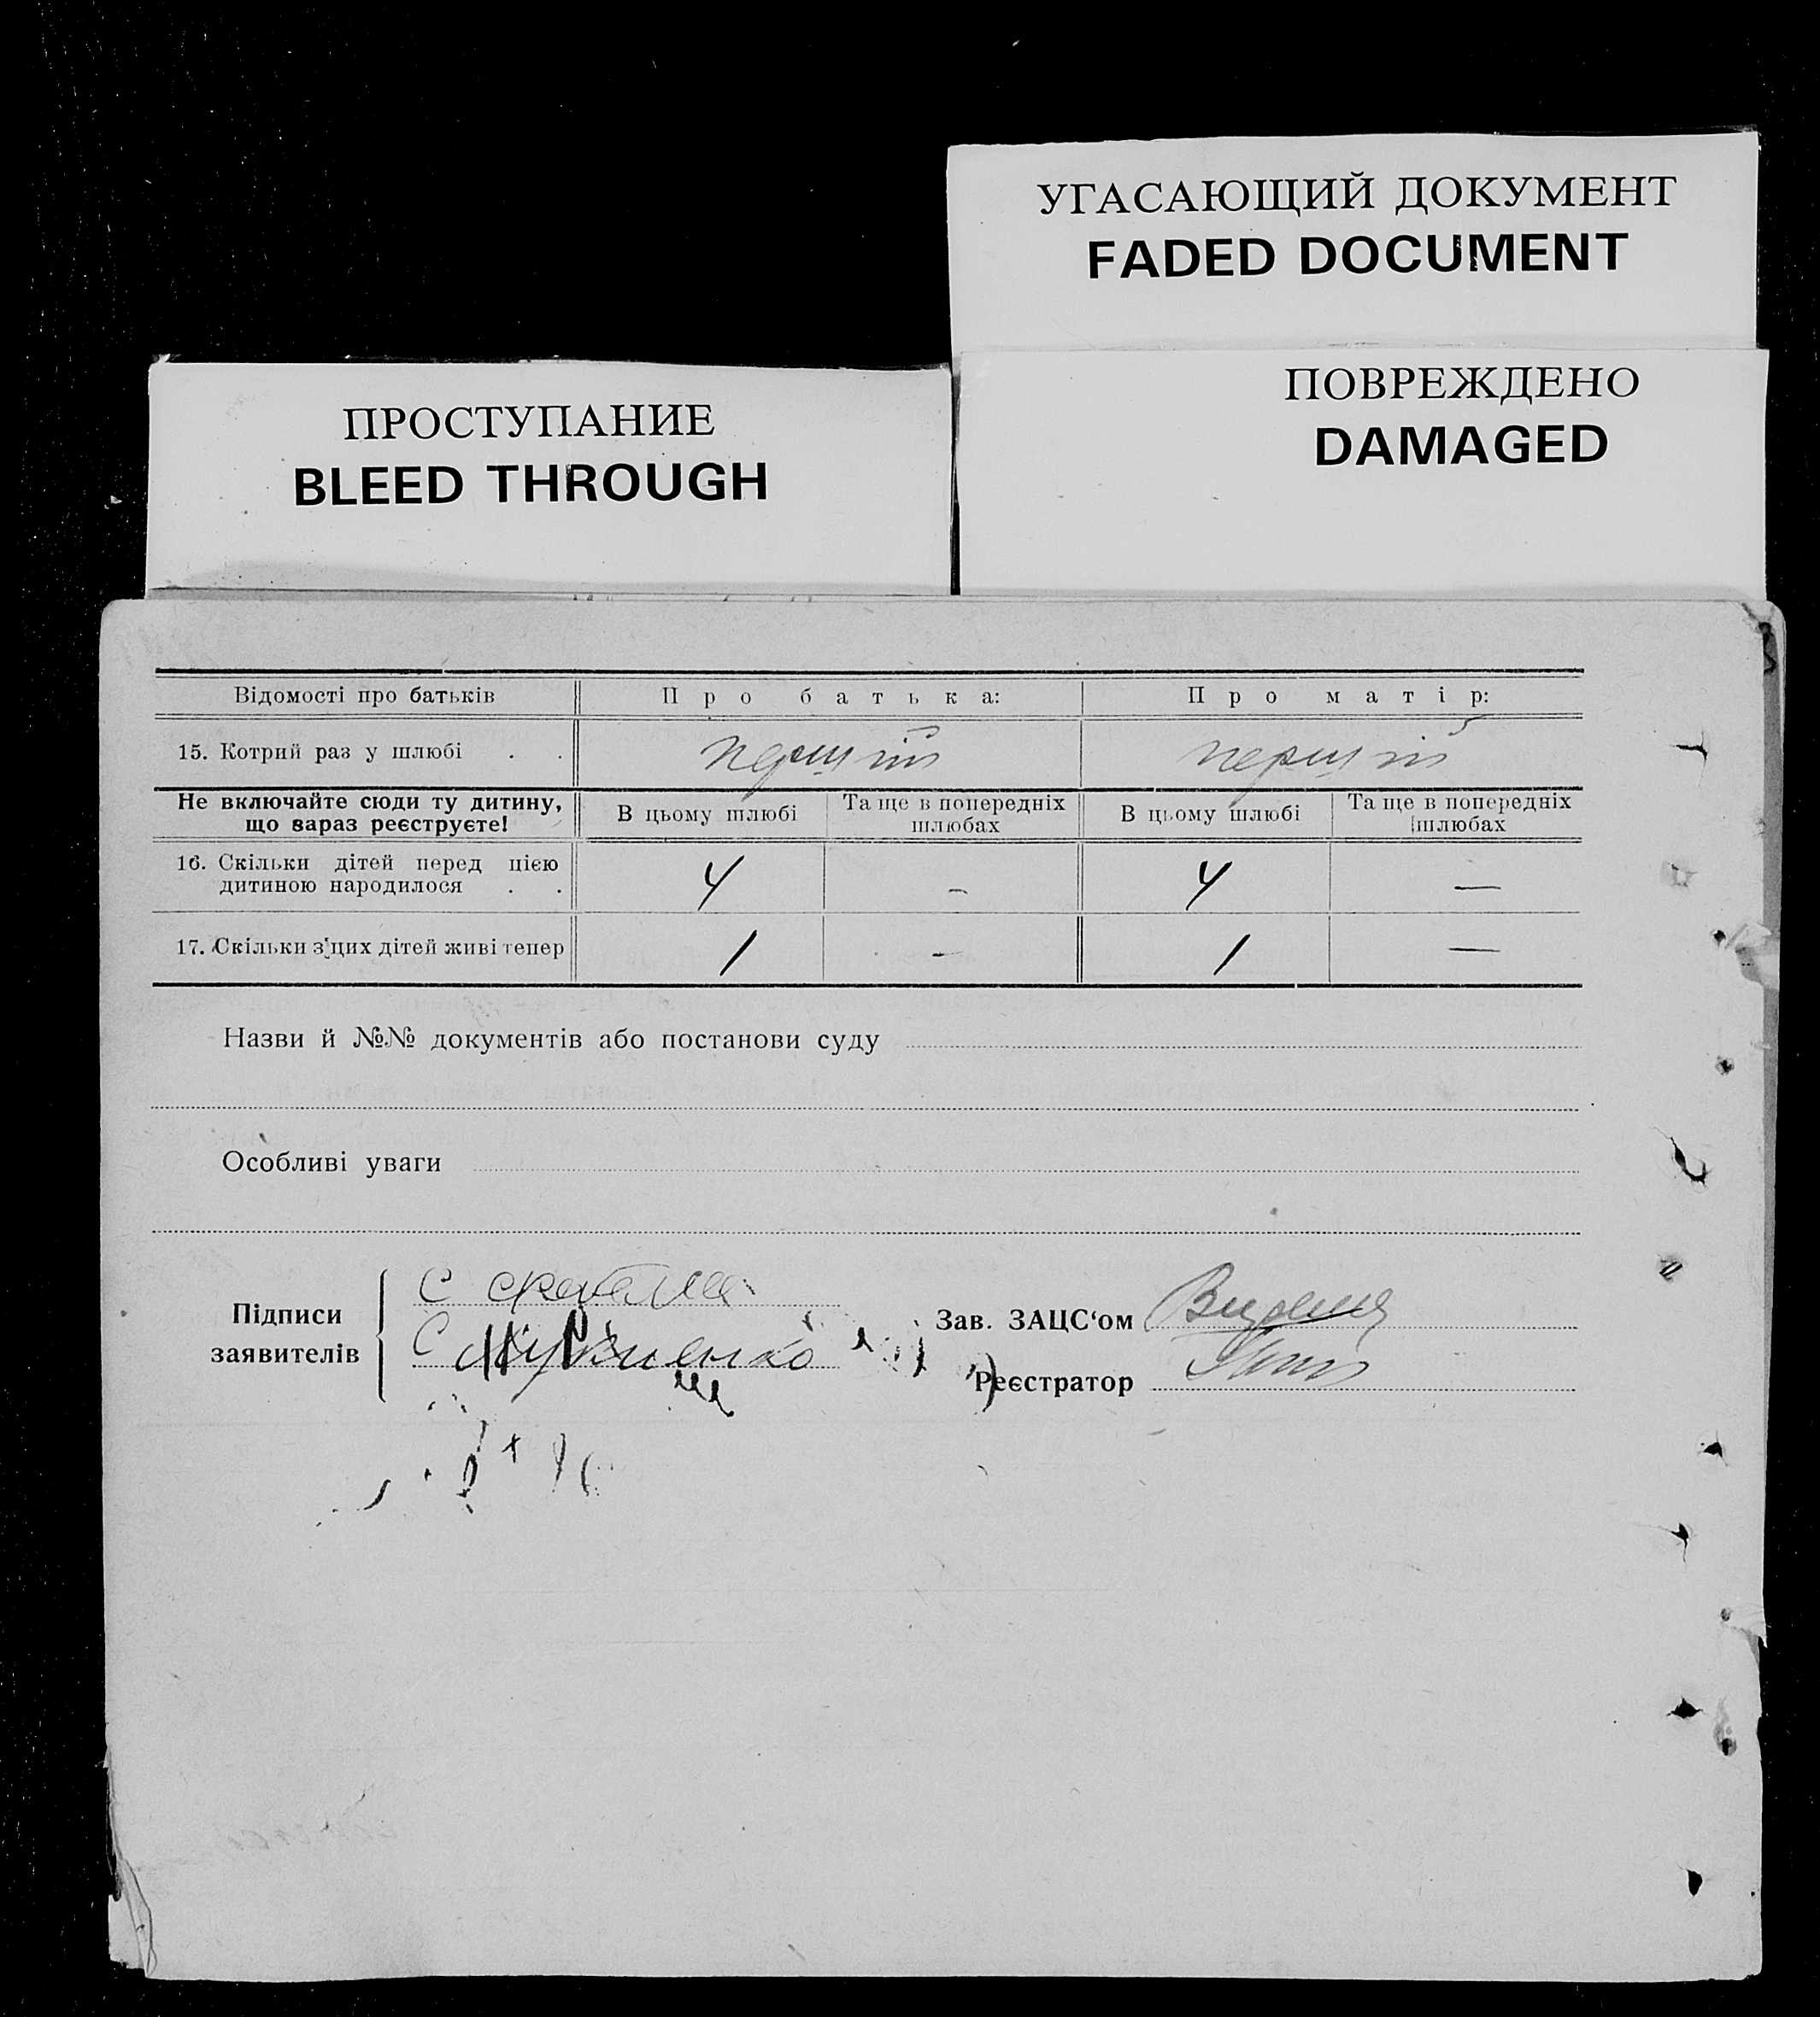 УГАСАЮЩИЙ ДОКУМЕНТ
FADED DOCUMENT
ПОВРЕЖДЕНО
DAMAGED
ПРОСТУПАНИЕ
BLEED THROUGH
Відомості про батьків Про батька: Про матір:
15. Котрий раз у шлюбі . . перший перший
Не включайте сюди ту дитину, що зараз реєструєте! В цьому шлюбі Та ще в попередніх шлюбах В цьому шлюбі Та ще в попередніх шлюбах
16. Скільки дітей перед цією
дитиною народилося . . 4 – 4 —
17. Скільки з'цих дітей живі тепер 1 – 1 —
Назви й №№ документів або постанови суду
Особливі уваги
Підписи
заявителів
Зав. ЗАЦС‘ом
Реєстратор